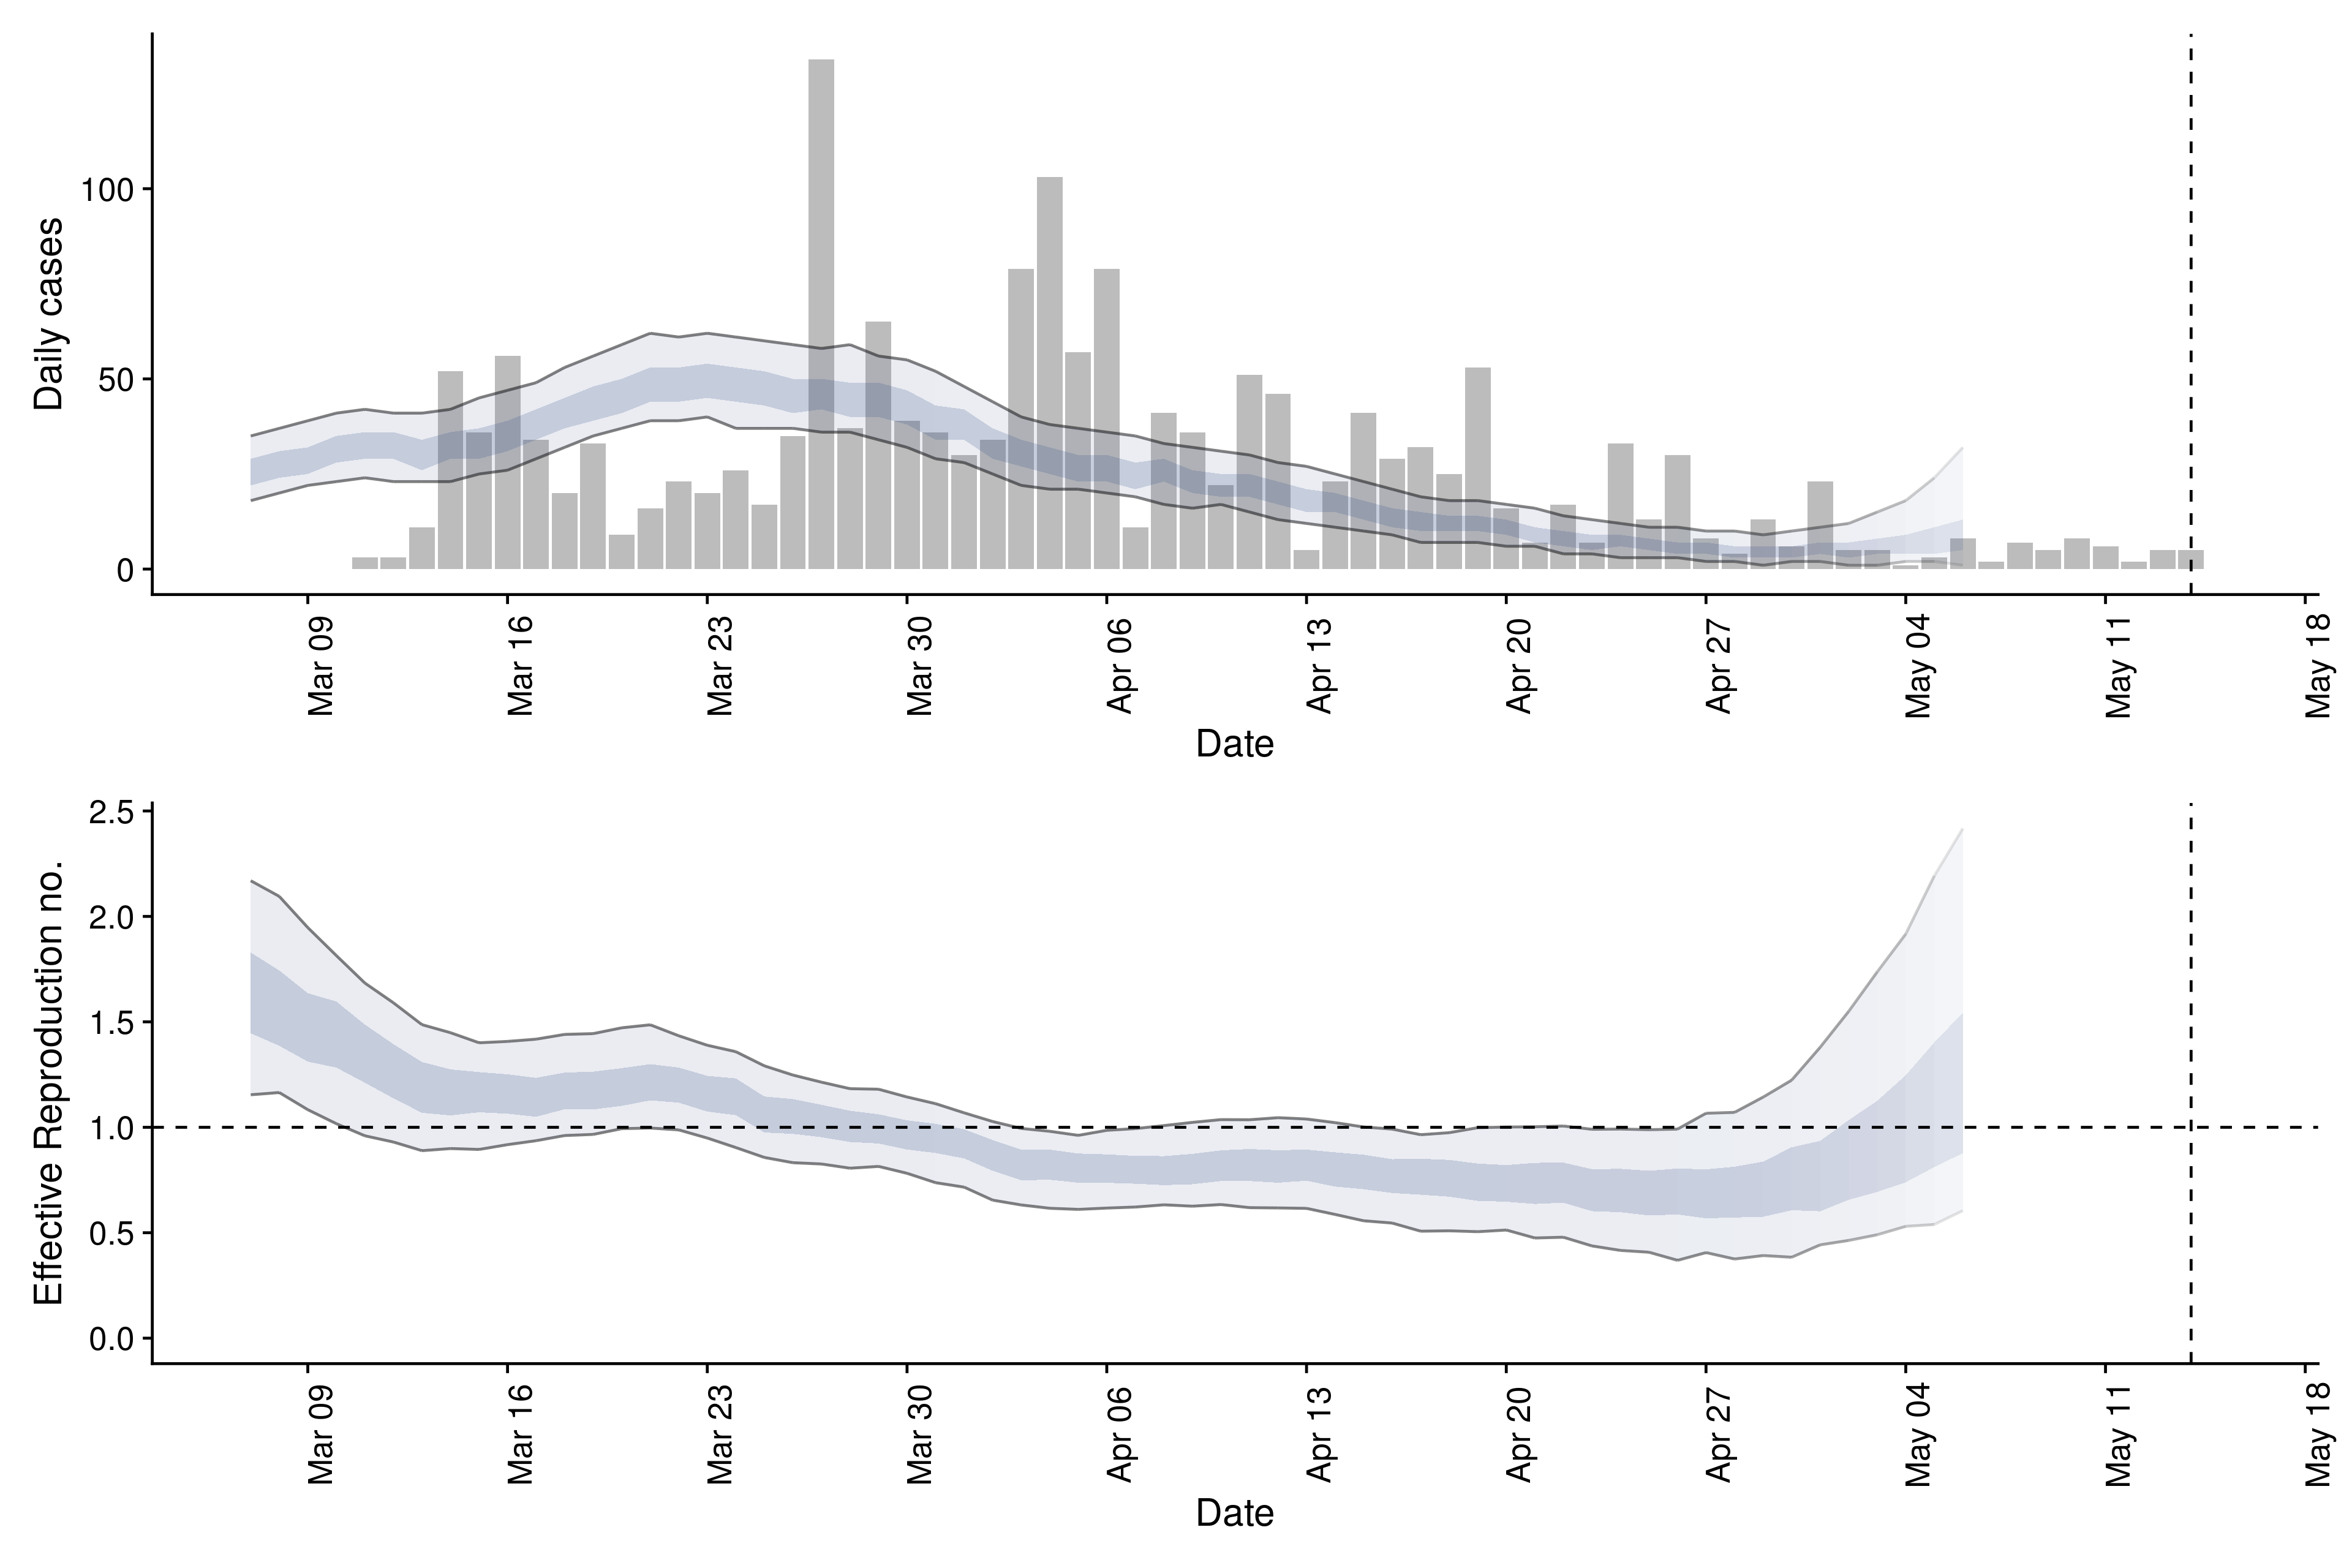 Daily cases
100
50
0
Mar 09
Mar 16
Mar 23
Mar 30
Apr 06
Apr 13
Apr 20
Apr 27
May 04
May 11
May 18
Date
Effective Reproduction no.
2.5
2.0
1.5
1.0
0.5
0.0
Mar 09
Mar 16
Mar 23
Mar 30
Apr 06
Apr 13
Apr 20
Apr 27
May 04
May 11
May 18
Date